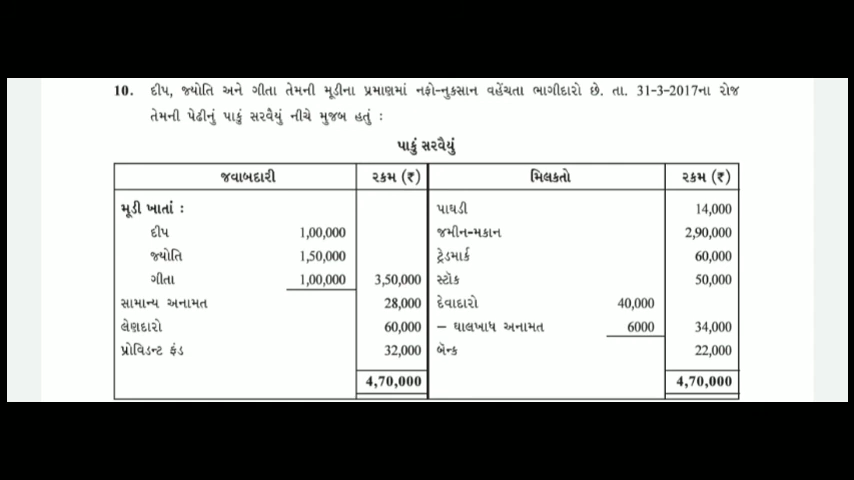 10. દીપ, જ્યોતિ અને ગીતા તેમની મૂડીના પ્રમાણમાં નફો-નુકસાન વહેંચતા ભાગીદારો છે. તા. 31-3-2017ના રોજ
તેમની પેઢીનું પાકું સરવૈયું નીચે મુજબ હતું :
પાકું સરવૈયું
જવાબદારી રકમ (₹) મિલકતો રકમ (₹)
મૂડી ખાતાં : પાઘડી 14,000
દીપ 1,00,000 જમીન-મકાન 2,90,000
જ્યોતિ 1,50,000 ટ્રેડમાર્ક 60,000
ગીતા 1,00,000 3,50,000 સ્ટૉક 50,000
સામાન્ય અનામત 28,000 દેવાદારો 40,000
લેણદારો 60,000 – ઘાલખાધ અનામત 6000 34,000
પ્રોવિડન્ટ ફંડ 32,000 બૅન્ક 22,000
4,70,000 4,70,000